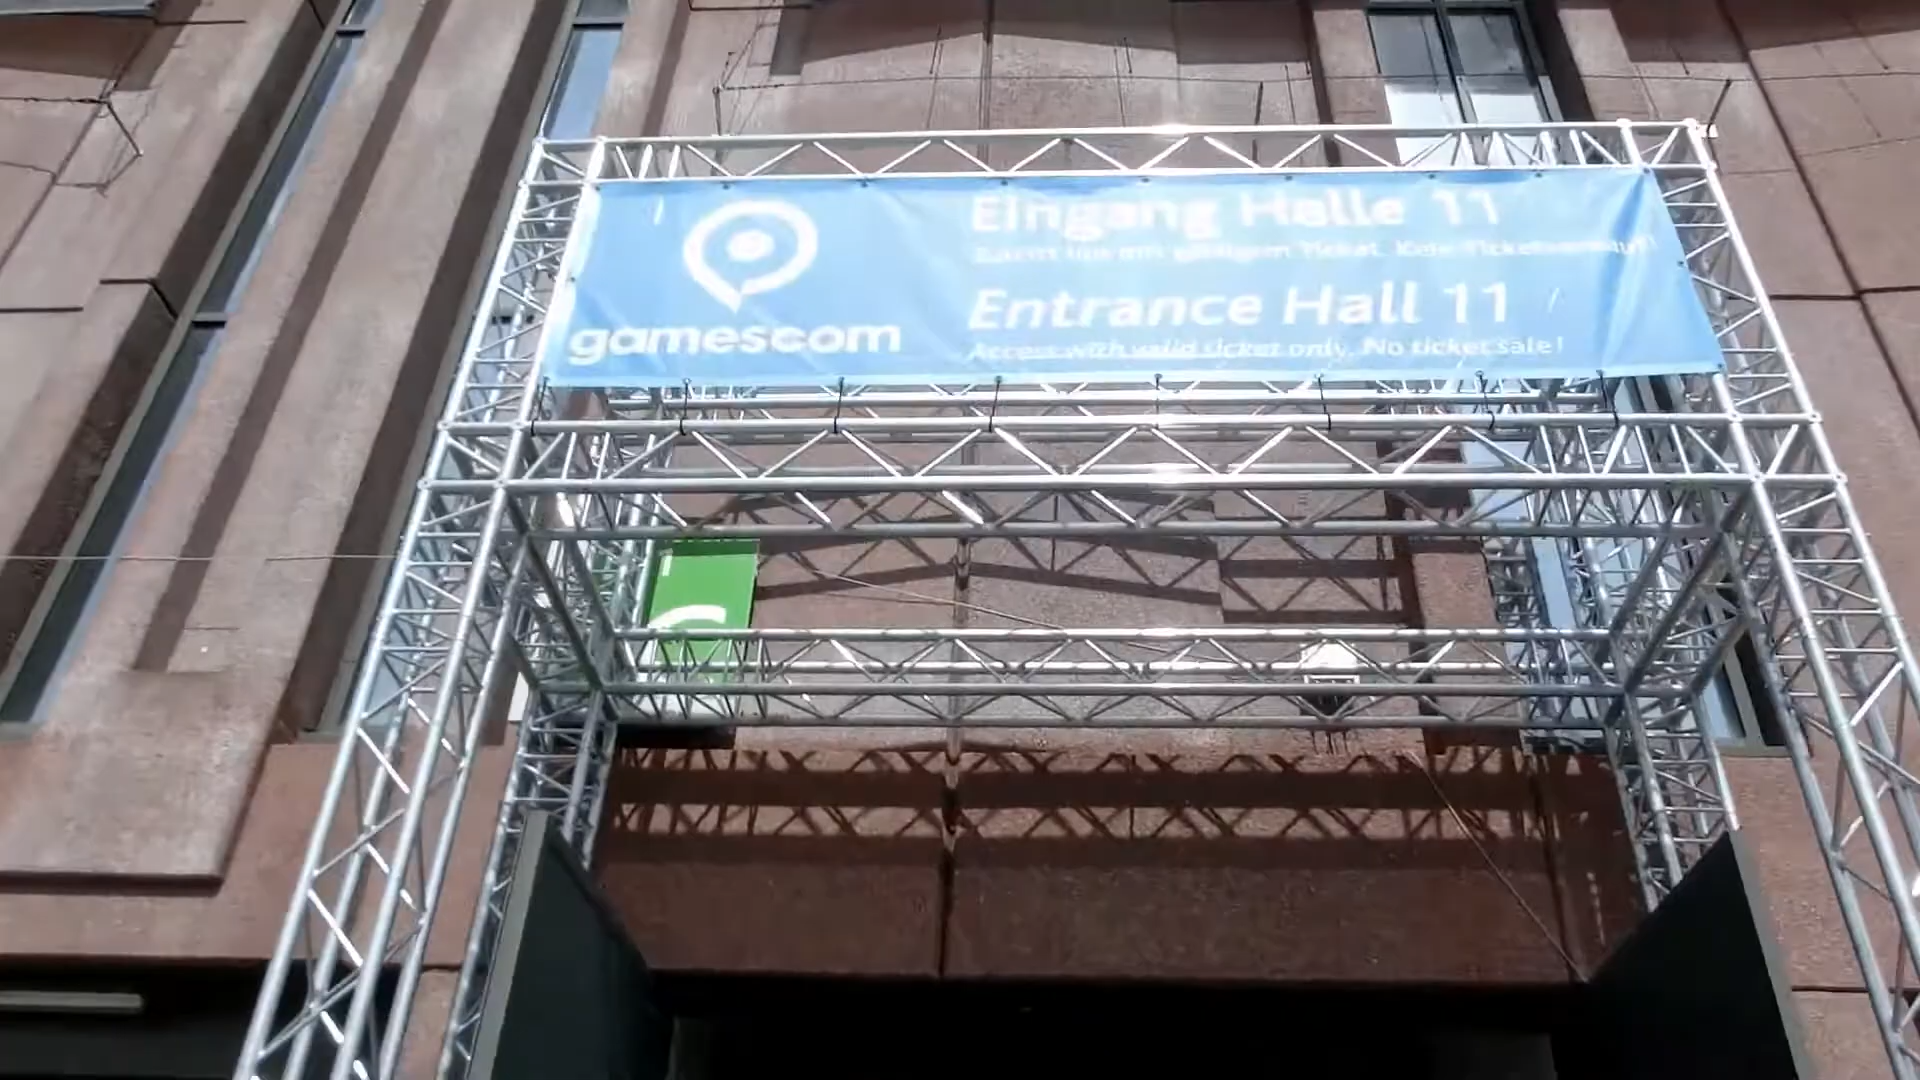 gamescom
Eingang Halle 11
Entrance Hall 11
Access with valid ticket only. No ticket sale!